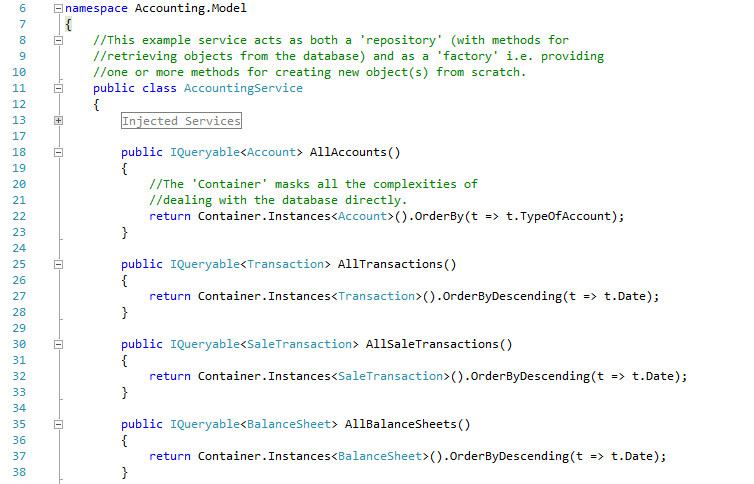 6 namespace Accounting.Model
7 {
8 //This example service acts as both a 'repository' (with methods for
9 //retrieving objects from the database) and as a 'factory' i.e. providing
10 //one or more methods for creating new object(s) from scratch.
11 public class AccountingService
12 {
13 Injected Services
17
18 public IQueryable<Account> AllAccounts()
19 {
20 //The 'Container' masks all the complexities of
21 //dealing with the database directly.
22 return Container.Instances<Account>().OrderBy(t => t.TypeOfAccount);
23 }
24
25 public IQueryable<Transaction> AllTransactions()
26 {
27 return Container.Instances<Transaction>().OrderByDescending(t => t.Date);
28 }
29
30 public IQueryable<SaleTransaction> AllSaleTransactions()
31 {
32 return Container.Instances<SaleTransaction>().OrderByDescending(t => t.Date);
33 }
34
35 public IQueryable<BalanceSheet> AllBalanceSheets()
36 {
37 return Container.Instances<BalanceSheet>().OrderByDescending(t => t.Date);
38 }